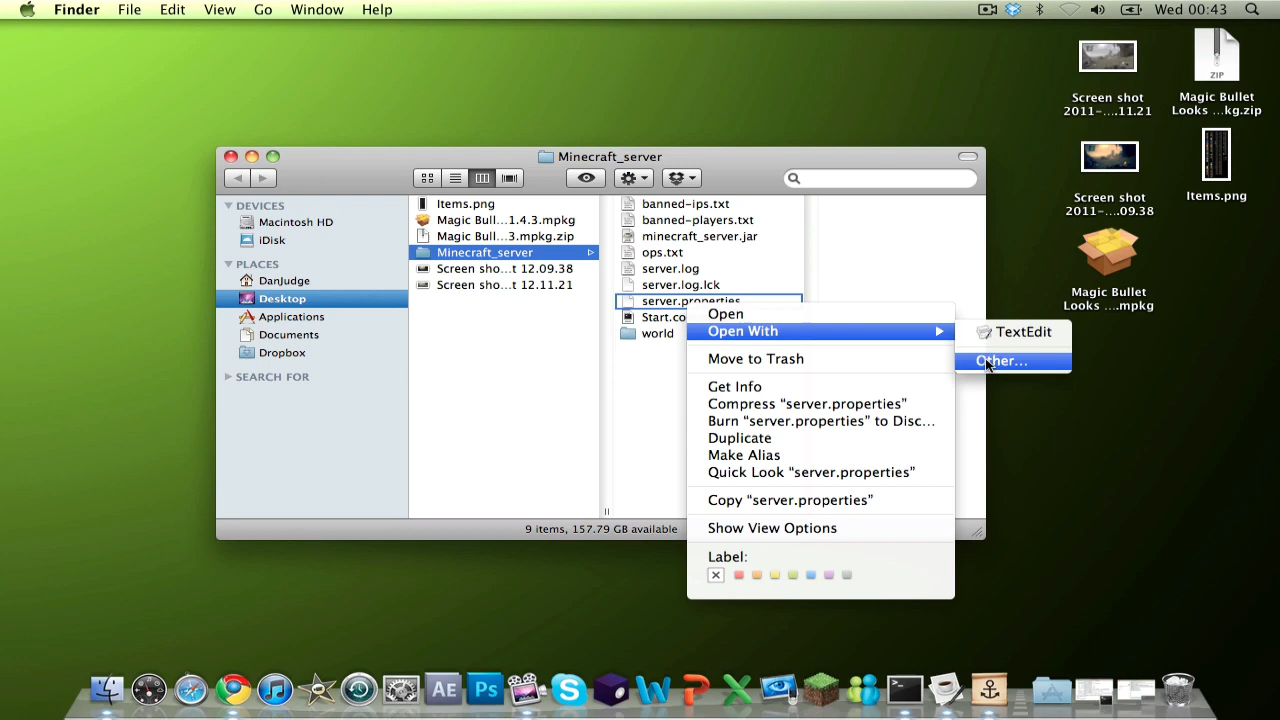 Finder File Edit View Go Window Help Wed 00:43
Screen shot
2011-....11.21
ZIP
Magic Bullet
Looks ...kg.zip
Screen shot
2011-....09.38
Items.png
Magic Bullet
Looks ...mpkg
Minecraft_server
DEVICES
Macintosh HD
iDisk
PLACES
DanJudge
Desktop
Applications
Documents
Dropbox
SEARCH FOR
Items.png
Magic Bull...1.4.3.mpkg
Magic Bull...3.mpkg.zip
Minecraft_server
Screen sho...t 12.09.38
Screen sho...t 12.11.21
banned-ips.txt
banned-players.txt
minecraft_server.jar
ops.txt
server.log
server.log.lck
server.properties
Start.co
world
9 items, 157.79 GB available
Open
Open With
Move to Trash
Get Info
Compress “server.properties”
Burn “server.properties” to Disc...
Duplicate
Make Alias
Quick Look “server.properties”
Copy “server.properties”
Show View Options
Label:
TextEdit
Other...
AE
Ps